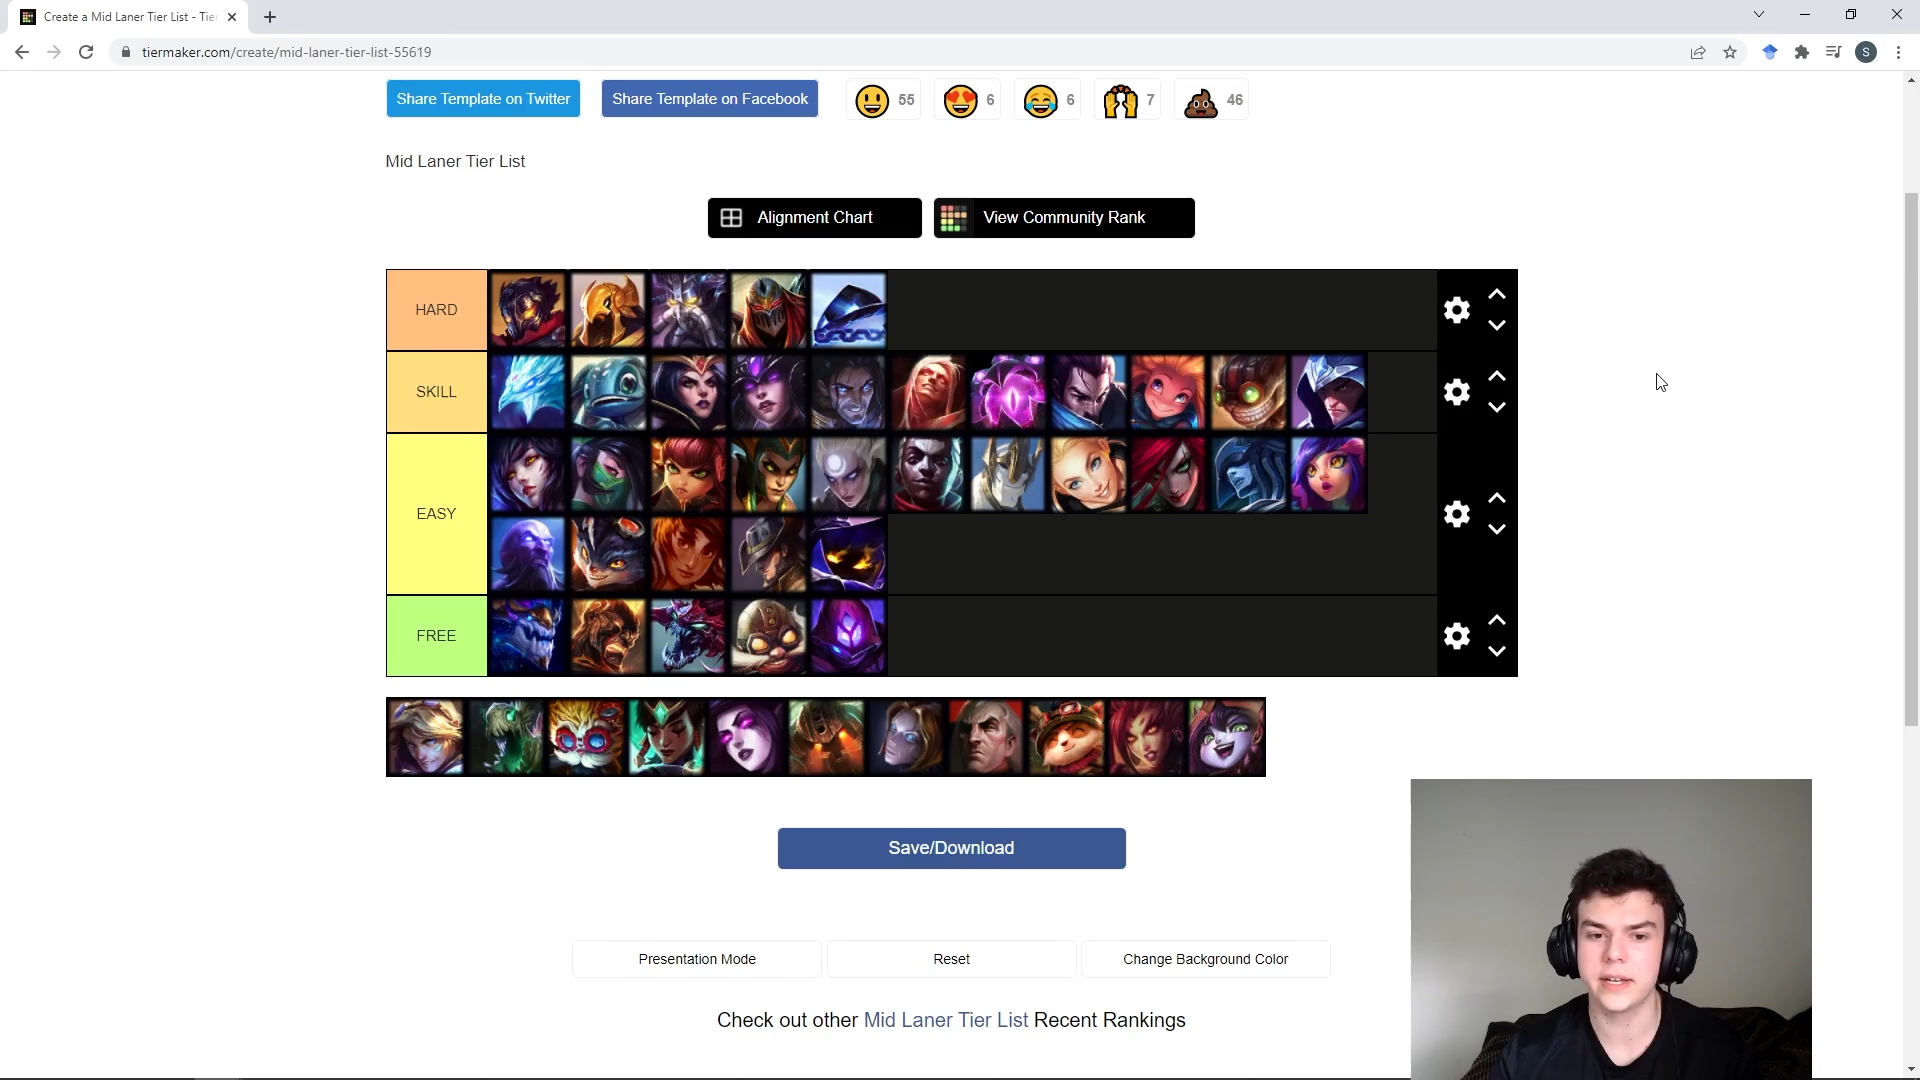 Create a Mid Laner Tier List - Tie
tiermaker.com/create/mid-laner-tier-list-55619
S
Share Template on Twitter
Share Template on Facebook
55
6
6
7
46
Mid Laner Tier List
Alignment Chart
View Community Rank
HARD
SKILL
EASY
FREE
Save/Download
Presentation Mode
Reset
Change Background Color
Check out other Mid Laner Tier List Recent Rankings